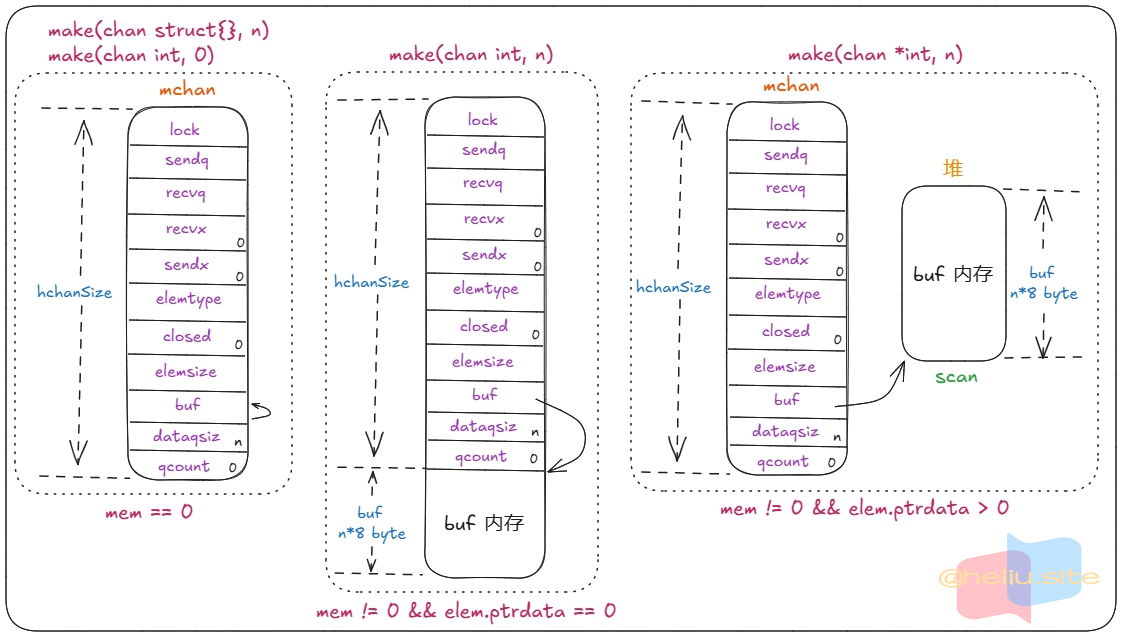 make(chan struct{}, n)
make(chan int, 0)
mchan
lock
sendq
recvq
recvx
0
sendx
0
elemtype
closed
0
elemsize
buf
dataqsiz n
qcount 0
hchanSize
mem == 0
make(chan int, n)
lock
sendq
recvq
recvx
0
sendx
0
elemtype
closed
0
elemsize
buf
dataqsiz n
qcount 0
hchanSize
buf
n*8 byte
buf 内存
mem != 0 && elem.ptrdata == 0
make(chan *int, n)
mchan
lock
sendq
recvq
recvx
0
sendx
0
elemtype
closed
0
elemsize
buf
dataqsiz n
qcount 0
hchanSize
堆
buf 内存
buf
n*8 byte
scan
mem != 0 && elem.ptrdata > 0
@heliu.site